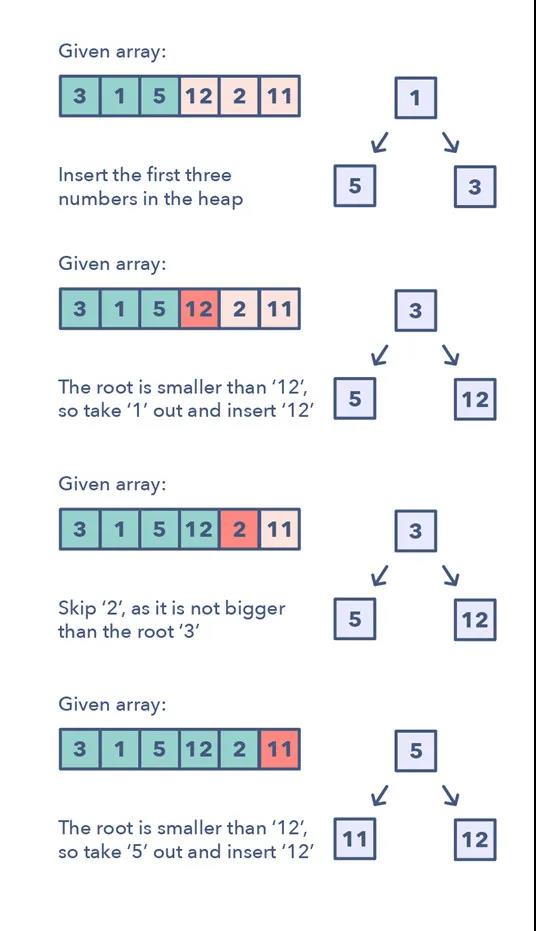 Given array:
3 1 5 12 2 11
1
Insert the first three
numbers in the heap
5 3
Given array:
3 1 5 12 2 11
3
The root is smaller than ‘12’,
so take ‘1’ out and insert ‘12’
5 12
Given array:
3 1 5 12 2 11
3
Skip ‘2’, as it is not bigger
than the root ‘3’
5 12
Given array:
3 1 5 12 2 11
5
The root is smaller than ‘12’,
so take ‘5’ out and insert ‘12’
11 12